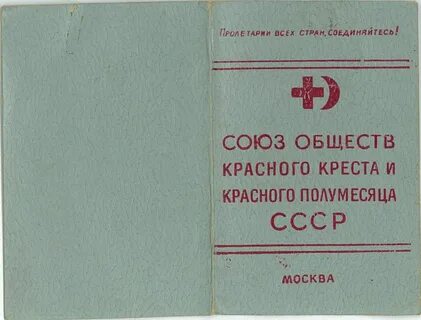 ПРОЛЕТАРИИ ВСЕХ СТРАН, СОЕДИНЯЙТЕСЬ!
СОЮЗ ОБЩЕСТВ
КРАСНОГО КРЕСТА И
КРАСНОГО ПОЛУМЕСЯЦА
СССР
МОСКВА